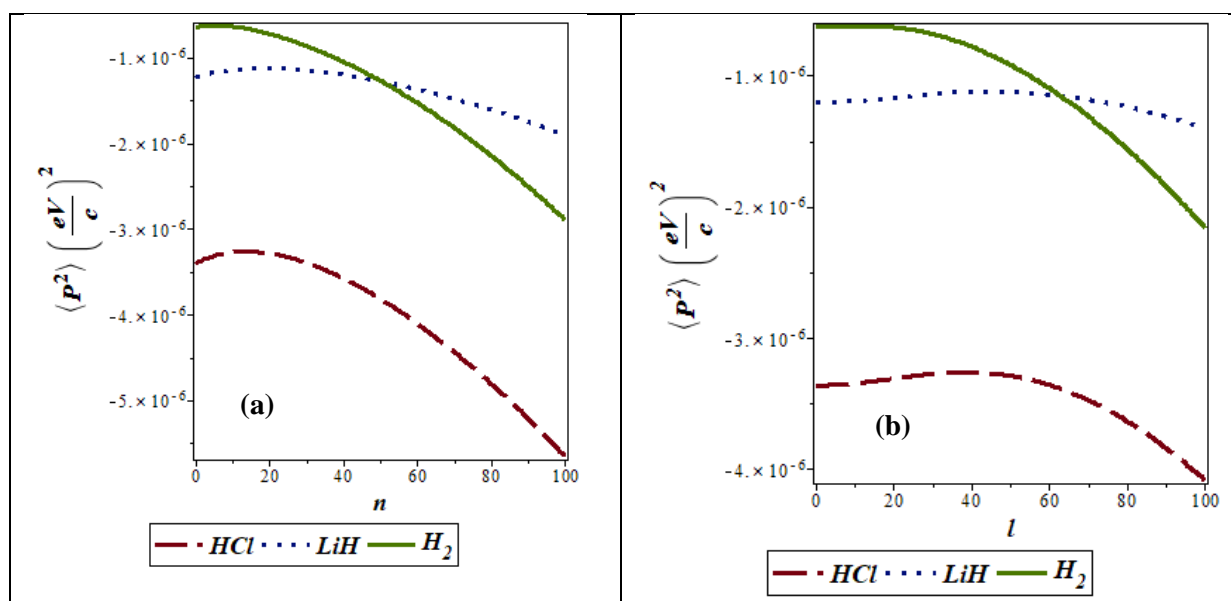 -1.×10⁻⁶
-2.×10⁻⁶
-3.×10⁻⁶
-4.×10⁻⁶
-5.×10⁻⁶
⟨P²⟩ (eV/c)²
(a)
0 20 40 60 80 100
n
HCl LiH H₂
-1.×10⁻⁶
-2.×10⁻⁶
-3.×10⁻⁶
-4.×10⁻⁶
⟨P²⟩ (eV/c)²
(b)
0 20 40 60 80 100
l
HCl LiH H₂